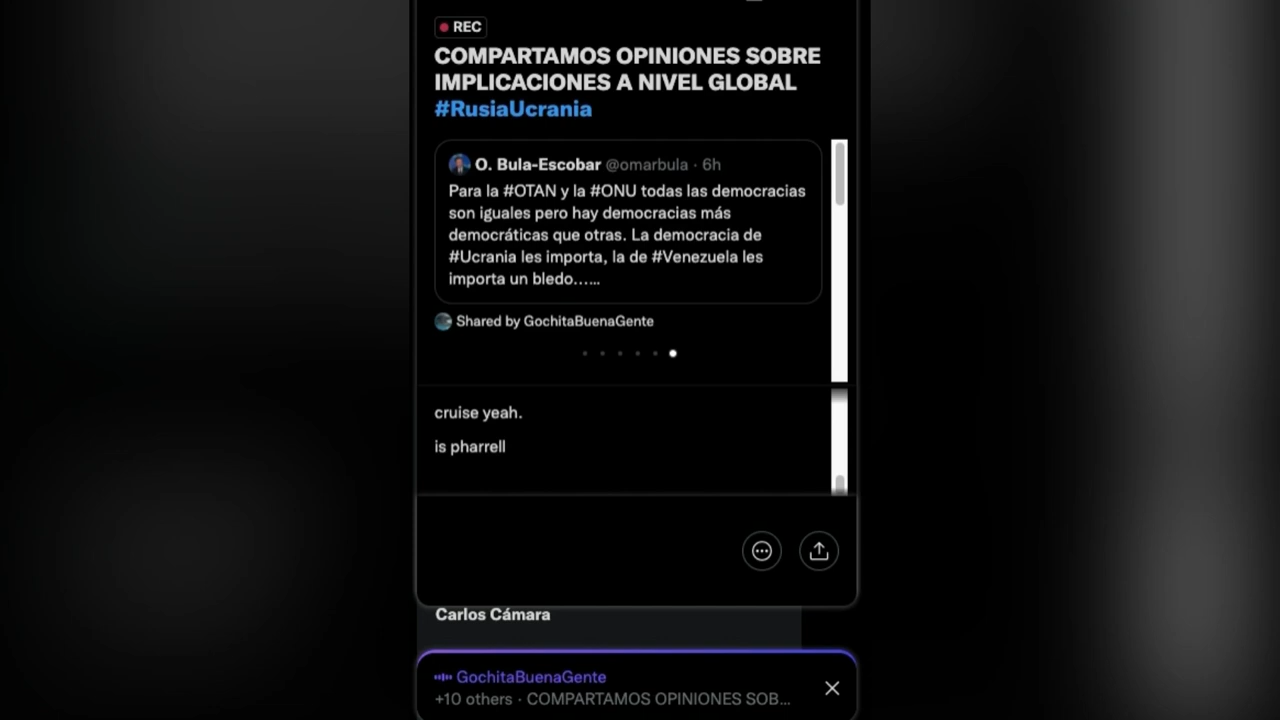 REC
COMPARTAMOS OPINIONES SOBRE
IMPLICACIONES A NIVEL GLOBAL
#RusiaUcrania
O. Bula-Escobar @omarbula · 6h
Para la #OTAN y la #ONU todas las democracias
son iguales pero hay democracias más
democráticas que otras. La democracia de
#Ucrania les importa, la de #Venezuela les
importa un bledo......
Shared by GochitaBuenaGente
cruise yeah.
is pharrell
Carlos Cámara
GochitaBuenaGente
+10 others · COMPARTAMOS OPINIONES SOB...